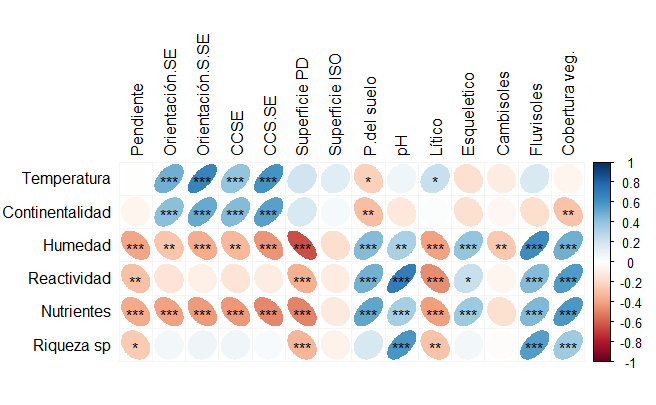 Pendiente
Orientación.SE
Orientación.S.SE
CCSE
CCS.SE
Superficie PD
Superficie ISO
P.del suelo
pH
Lítico
Esqueletico
Cambisoles
Fluvisoles
Cobertura veg.
Temperatura *** *** *** *** * *
Continentalidad *** *** *** *** ** **
Humedad *** ** *** ** *** *** *** ** *** *** ** *** ***
Reactividad ** *** *** *** *** * *** ***
Nutrientes *** *** *** *** *** *** *** *** *** *** *** ***
Riqueza sp * *** *** ** *** ***
1
0.8
0.6
0.4
0.2
0
-0.2
-0.4
-0.6
-0.8
-1